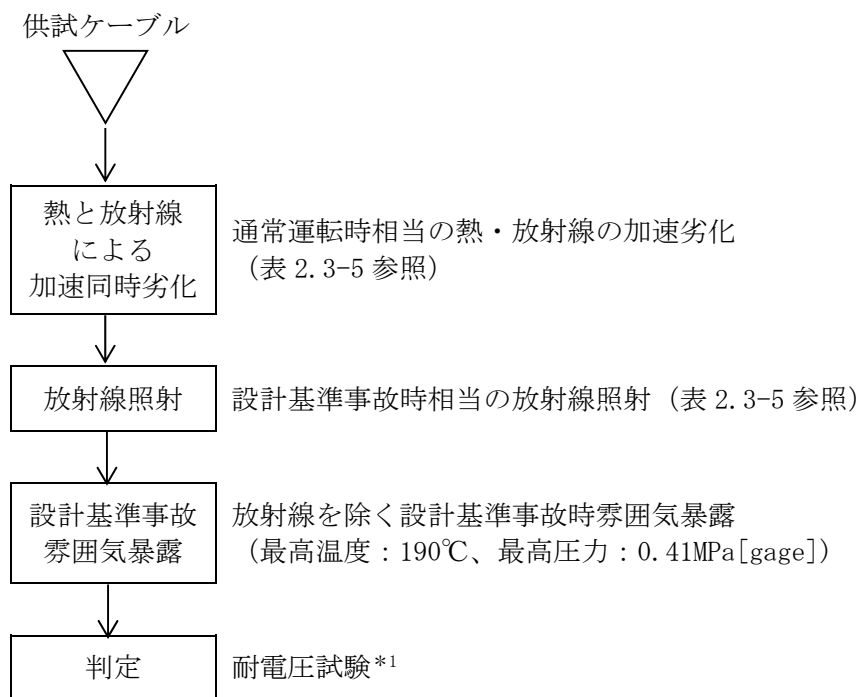 供試ケーブル
熱と放射線
による
加速同時劣化
通常運転時相当の熱・放射線の加速劣化
（表 2.3-5 参照）
放射線照射
設計基準事故時相当の放射線照射（表 2.3-5 参照）
設計基準事故
雰囲気暴露
放射線を除く設計基準事故時雰囲気暴露
（最高温度：190℃、最高圧力：0.41MPa[gage]）
判定
耐電圧試験*1